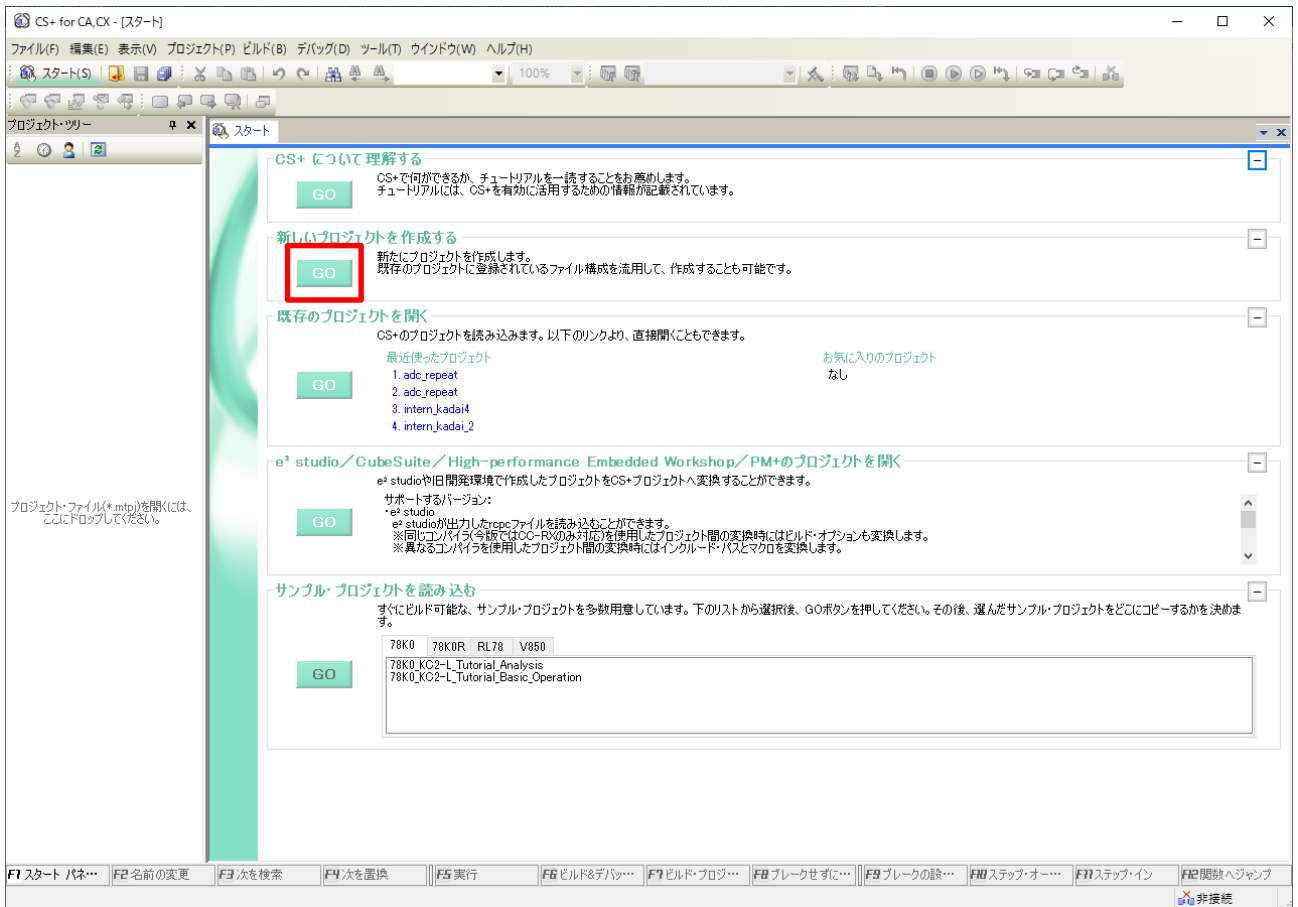 CS+ for CA,CX - [スタート]
ファイル(F) 編集(E) 表示(V) プロジェクト(P) ビルド(B) デバッグ(D) ツール(T) ウインドウ(W) ヘルプ(H)
スタート(S)
100%
プロジェクト・ツリー
スタート
プロジェクト・ファイル(*.mtpj)を開くには、
ここにドロップしてください。
CS+ について理解する
GO
CS+で何ができるか、チュートリアルを一読することをお薦めします。
チュートリアルには、CS+を有効に活用するための情報が記載されています。
新しいプロジェクトを作成する
GO
新たにプロジェクトを作成します。
既存のプロジェクトに登録されているファイル構成を流用して、作成することも可能です。
既存のプロジェクトを開く
GO
CS+のプロジェクトを読み込みます。以下のリンクより、直接開くこともできます。
最近使ったプロジェクト
1. adc_repeat
2. adc_repeat
3. intern_kadai4
4. intern_kadai_2
お気に入りのプロジェクト
なし
e² studio／CubeSuite／High-performance Embedded Workshop／PM+のプロジェクトを開く
GO
e² studioや旧開発環境で作成したプロジェクトをCS+プロジェクトへ変換することができます。
サポートするバージョン：
・e² studio
e² studioが出力したrcpcファイルを読み込むことができます。
※同じコンパイラ(今版ではCC-RXのみ対応)を使用したプロジェクト間の変換時にはビルド・オプションも変換します。
※異なるコンパイラを使用したプロジェクト間の変換時にはインクルード・パスとマクロを変換します。
サンプル・プロジェクトを読み込む
GO
すぐにビルド可能な、サンプル・プロジェクトを多数用意しています。下のリストから選択後、GOボタンを押してください。その後、選んだサンプル・プロジェクトをどこにコピーするかを決めま
す。
78K0 78K0R RL78 V850
78K0_KC2-L_Tutorial_Analysis
78K0_KC2-L_Tutorial_Basic_Operation
F1 スタート パネ… F2 名前の変更 F3 次を検索 F4 次を置換 F5 実行 F6 ビルド&デバッ… F7 ビルド・プロジ… F8 ブレークせずに… F9 ブレークの設… F10 ステップ・オー… F11 ステップ・イン F12 関数へジャンプ
非接続